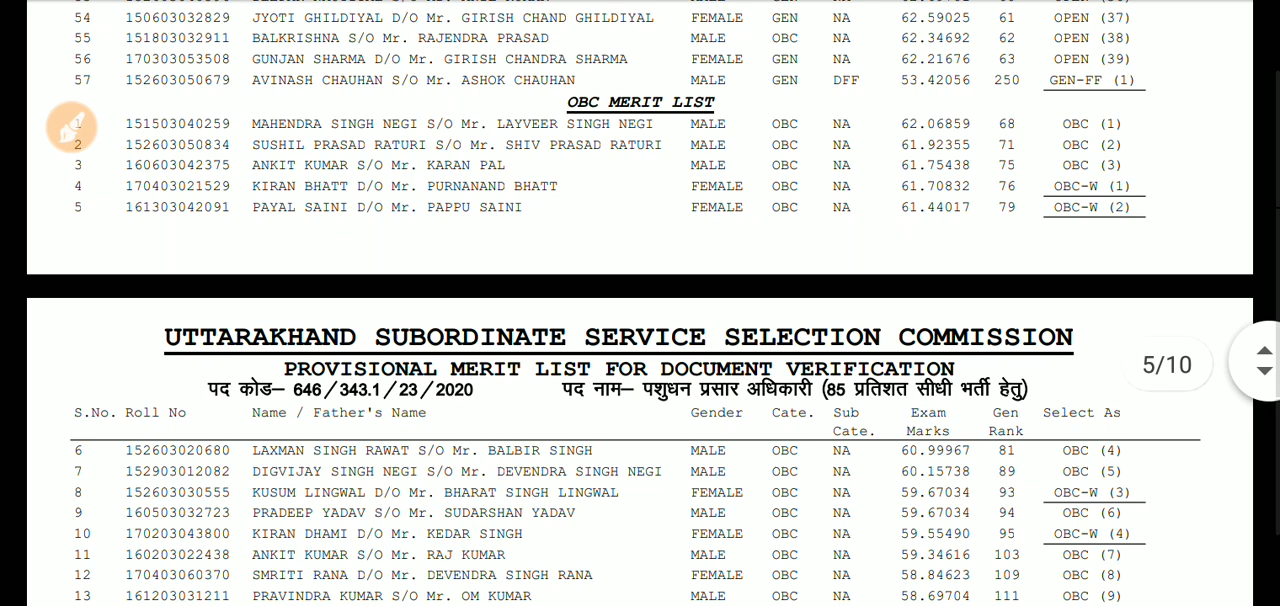 54 150603032829 JYOTI GHILDIYAL D/O Mr. GIRISH CHAND GHILDIYAL FEMALE GEN NA 62.59025 61 OPEN (37)
55 151803032911 BALKRISHNA S/O Mr. RAJENDRA PRASAD MALE OBC NA 62.34692 62 OPEN (38)
56 170303053508 GUNJAN SHARMA D/O Mr. GIRISH CHANDRA SHARMA FEMALE GEN NA 62.21676 63 OPEN (39)
57 152603050679 AVINASH CHAUHAN S/O Mr. ASHOK CHAUHAN MALE GEN DFF 53.42056 250 GEN-FF (1)
OBC MERIT LIST
1 151503040259 MAHENDRA SINGH NEGI S/O Mr. LAYVEER SINGH NEGI MALE OBC NA 62.06859 68 OBC (1)
2 152603050834 SUSHIL PRASAD RATURI S/O Mr. SHIV PRASAD RATURI MALE OBC NA 61.92355 71 OBC (2)
3 160603042375 ANKIT KUMAR S/O Mr. KARAN PAL MALE OBC NA 61.75438 75 OBC (3)
4 170403021529 KIRAN BHATT D/O Mr. PURNANAND BHATT FEMALE OBC NA 61.70832 76 OBC-W (1)
5 161303042091 PAYAL SAINI D/O Mr. PAPPU SAINI FEMALE OBC NA 61.44017 79 OBC-W (2)
UTTARAKHAND SUBORDINATE SERVICE SELECTION COMMISSION
PROVISIONAL MERIT LIST FOR DOCUMENT VERIFICATION
5/10
पद कोड– 646/343.1/23/2020 पद नाम– पशुधन प्रसार अधिकारी (85 प्रतिशत सीधी भर्ती हेतु)
S.No. Roll No Name / Father's Name Gender Cate. Sub Exam Gen Select As
Cate. Marks Rank
6 152603020680 LAXMAN SINGH RAWAT S/O Mr. BALBIR SINGH MALE OBC NA 60.99967 81 OBC (4)
7 152903012082 DIGVIJAY SINGH NEGI S/O Mr. DEVENDRA SINGH NEGI MALE OBC NA 60.15738 89 OBC (5)
8 152603030555 KUSUM LINGWAL D/O Mr. BHARAT SINGH LINGWAL FEMALE OBC NA 59.67034 93 OBC-W (3)
9 160503032723 PRADEEP YADAV S/O Mr. SUDARSHAN YADAV MALE OBC NA 59.67034 94 OBC (6)
10 170203043800 KIRAN DHAMI D/O Mr. KEDAR SINGH FEMALE OBC NA 59.55490 95 OBC-W (4)
11 160203022438 ANKIT KUMAR S/O Mr. RAJ KUMAR MALE OBC NA 59.34616 103 OBC (7)
12 170403060370 SMRITI RANA D/O Mr. DEVENDRA SINGH RANA FEMALE OBC NA 58.84623 109 OBC (8)
13 161203031211 PRAVINDRA KUMAR S/O Mr. OM KUMAR MALE OBC NA 58.69704 111 OBC (9)